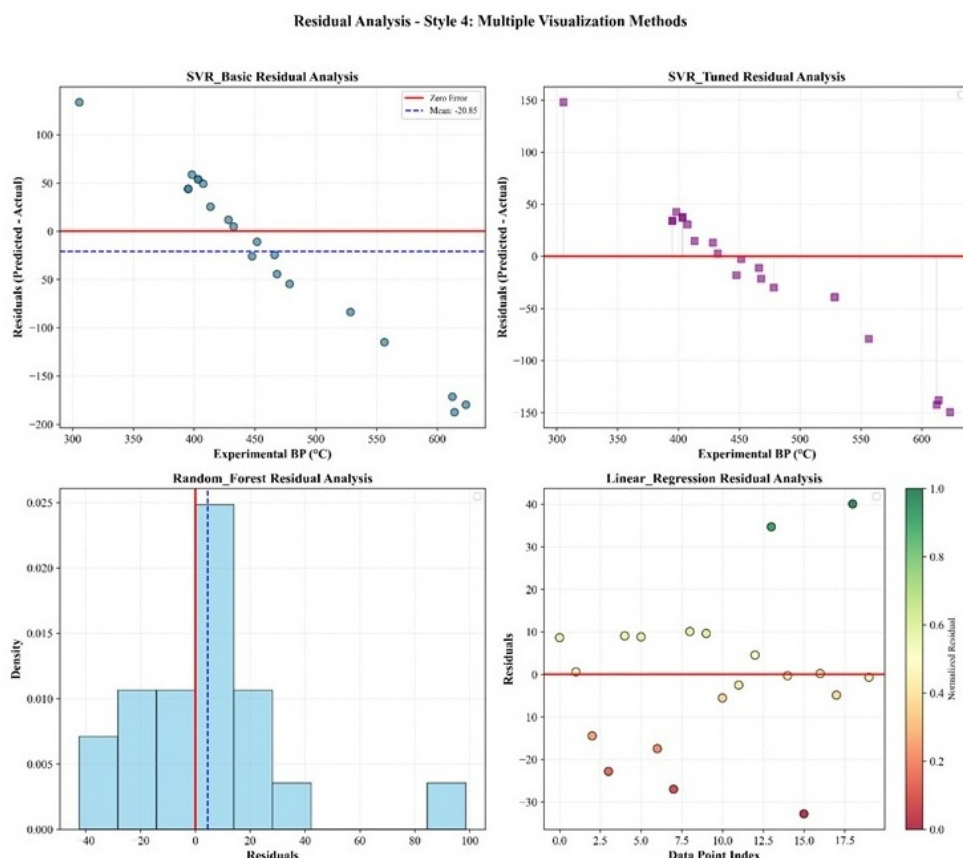 Residual Analysis - Style 4: Multiple Visualization Methods
SVR_Basic Residual Analysis
Zero Error
Mean: -20.85
Residuals (Predicted - Actual)
100
50
0
−50
−100
−150
−200
300 350 400 450 500 550 600
Experimental BP (°C)
SVR_Tuned Residual Analysis
Residuals (Predicted - Actual)
150
100
50
0
−50
−100
−150
300 400 450 500 550 600
Experimental BP (°C)
Random_Forest Residual Analysis
Density
0.025
0.020
0.015
0.010
0.005
0.000
−40 −20 0 20 40 60 80 100
Residuals
Linear_Regression Residual Analysis
Residuals
40
30
20
10
0
−10
−20
−30
0.0 2.5 5.0 7.5 10.0 12.5 15.0 17.5
Data Point Index
1.0
0.8
0.6
0.4
0.2
0.0
Normalized Residual